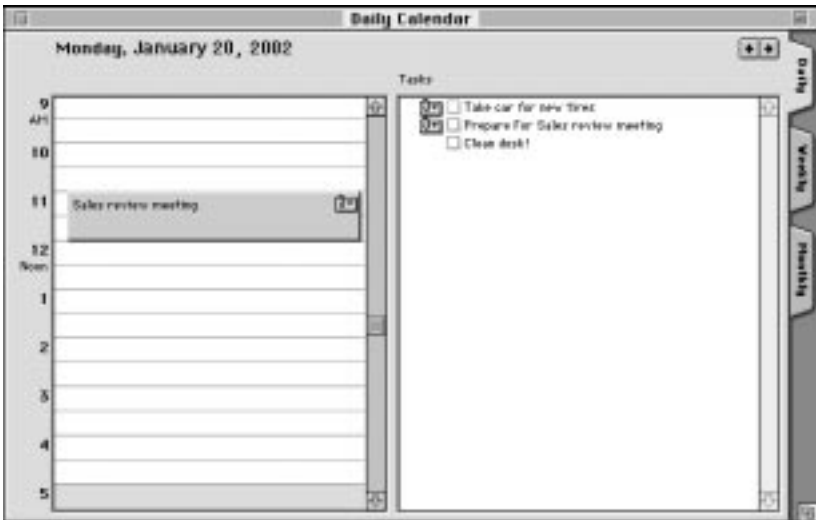 Daily Calendar
Monday, January 20, 2002
Tasks
9
AM
10
11
12
Noon
1
2
3
4
5
Sales review meeting
Take car for new tires
Prepare For Sales review meeting
Clean desk!
Daily
Weekly
Monthly